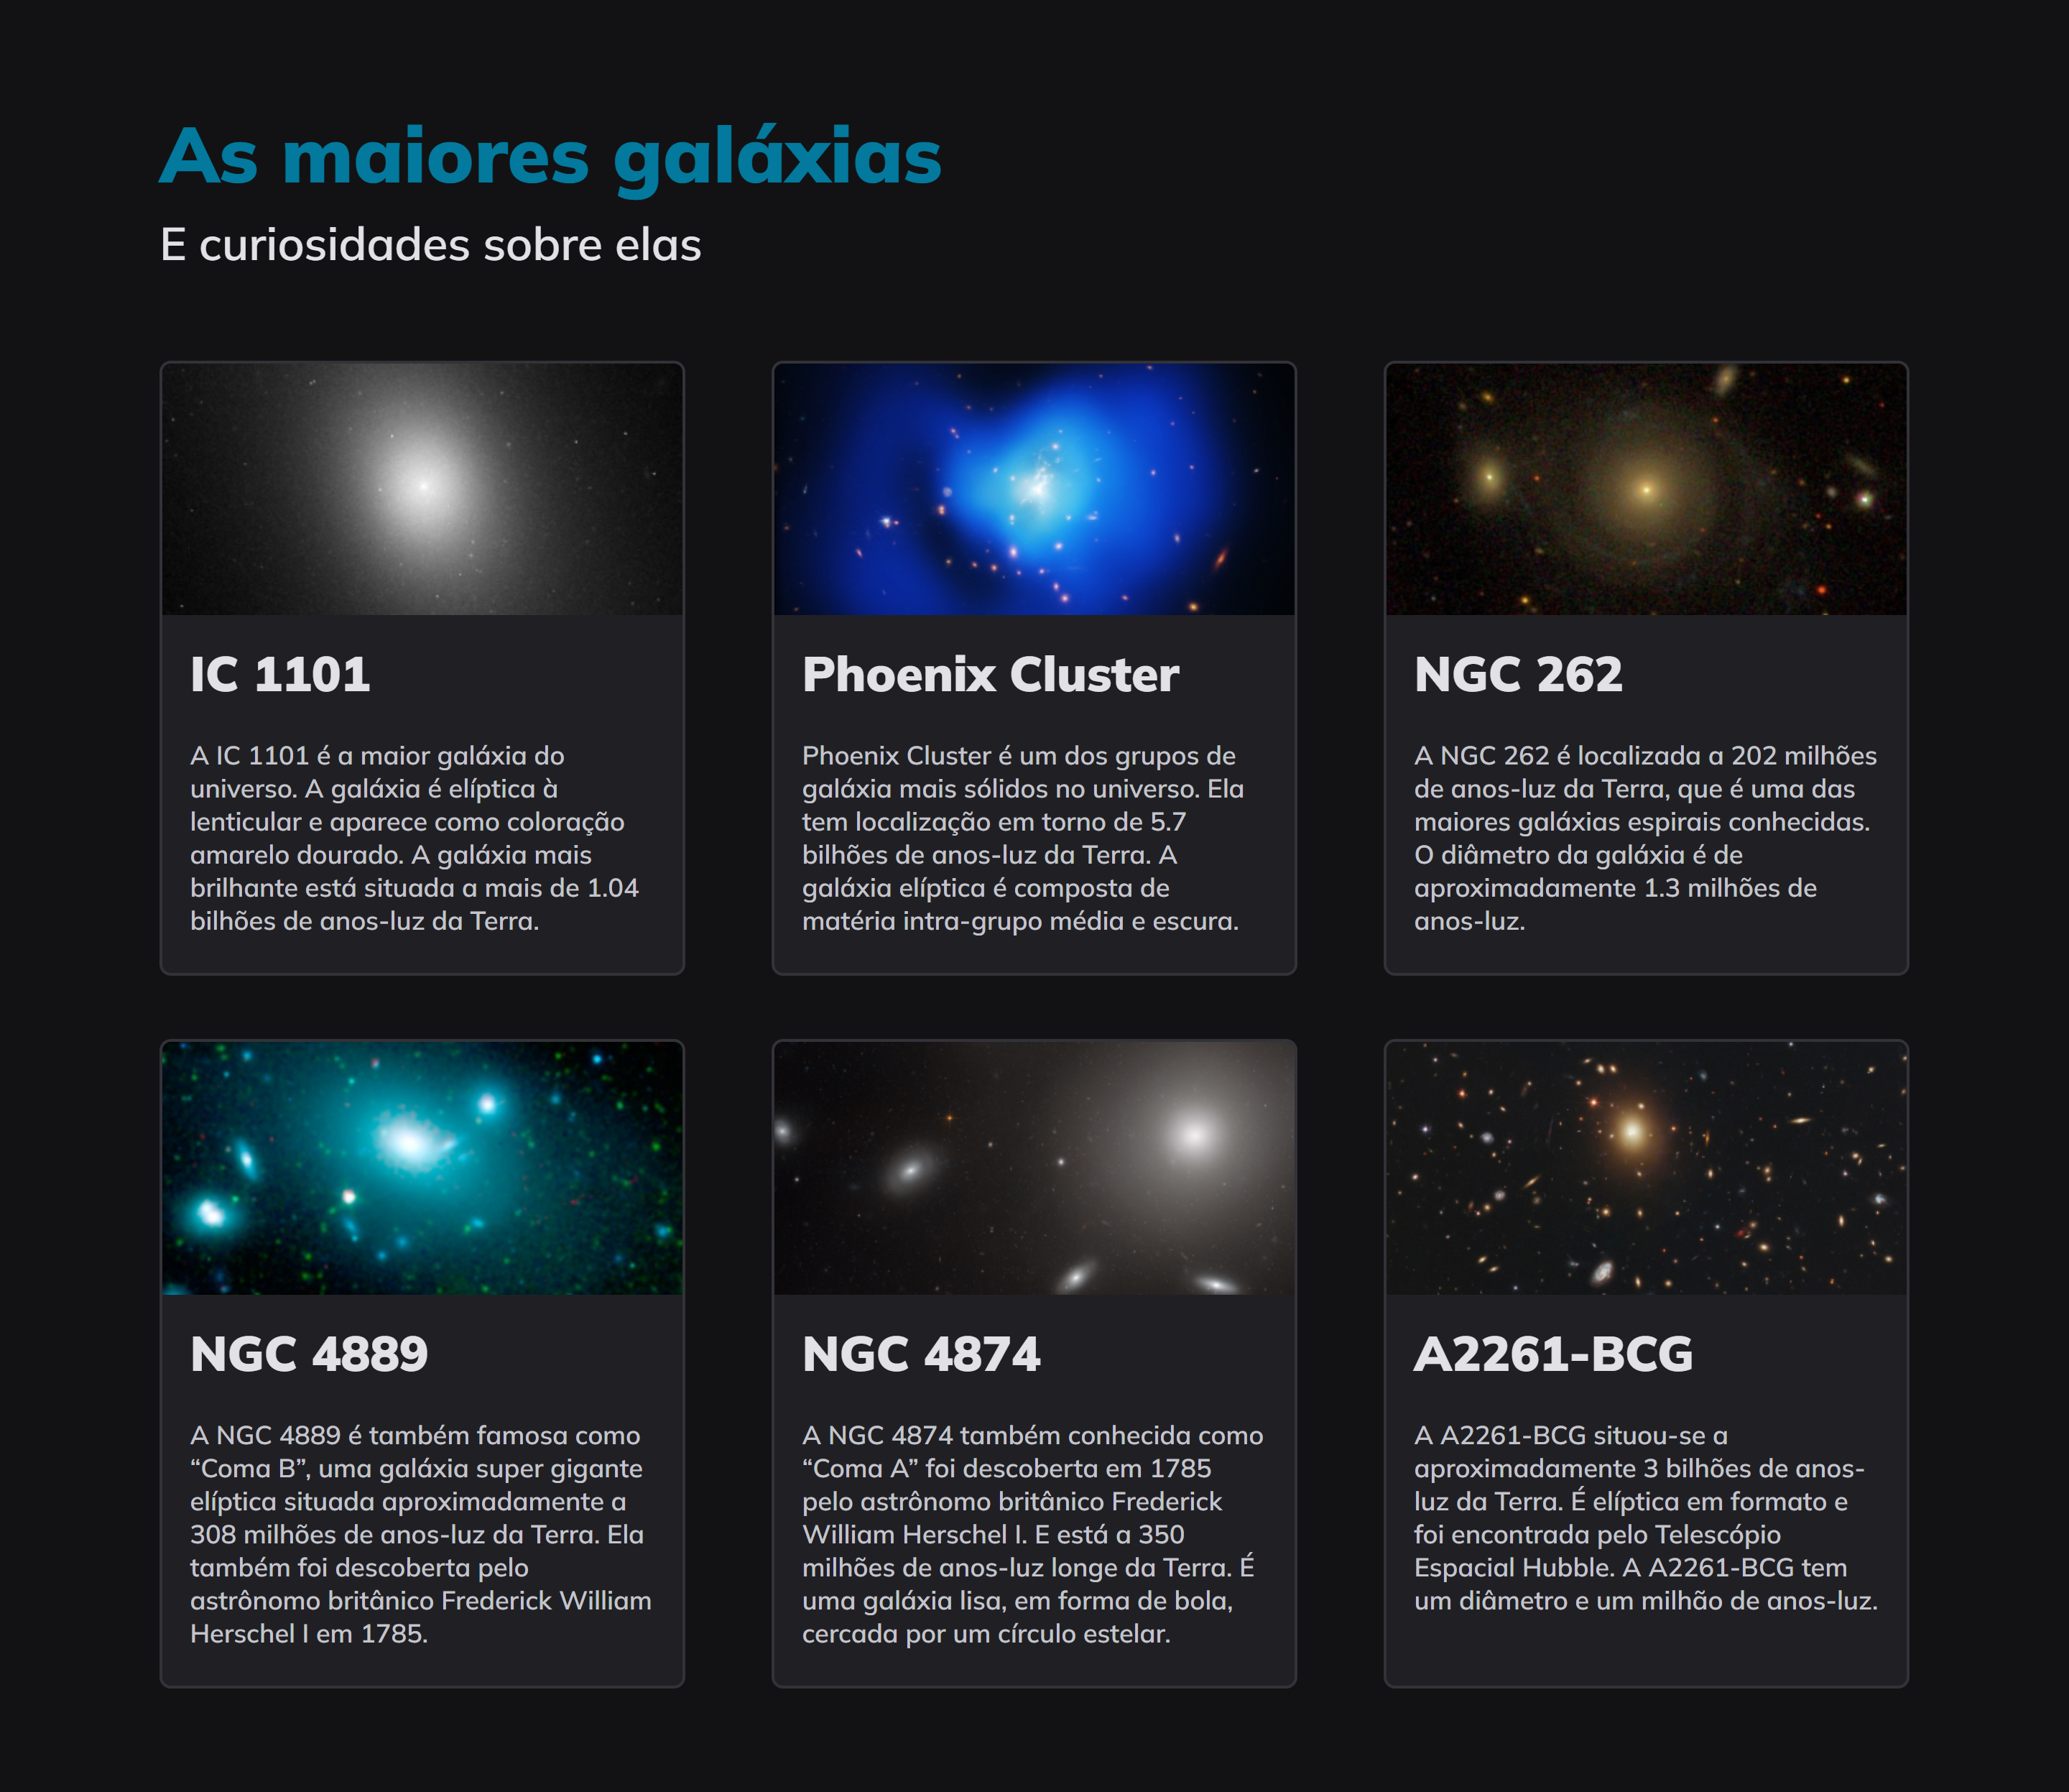 As maiores galáxias
E curiosidades sobre elas
IC 1101
A IC 1101 é a maior galáxia do
universo. A galáxia é elíptica à
lenticular e aparece como coloração
amarelo dourado. A galáxia mais
brilhante está situada a mais de 1.04
bilhões de anos-luz da Terra.
Phoenix Cluster
Phoenix Cluster é um dos grupos de
galáxia mais sólidos no universo. Ela
tem localização em torno de 5.7
bilhões de anos-luz da Terra. A
galáxia elíptica é composta de
matéria intra-grupo média e escura.
NGC 262
A NGC 262 é localizada a 202 milhões
de anos-luz da Terra, que é uma das
maiores galáxias espirais conhecidas.
O diâmetro da galáxia é de
aproximadamente 1.3 milhões de
anos-luz.
NGC 4889
A NGC 4889 é também famosa como
“Coma B”, uma galáxia super gigante
elíptica situada aproximadamente a
308 milhões de anos-luz da Terra. Ela
também foi descoberta pelo
astrônomo britânico Frederick William
Herschel I em 1785.
NGC 4874
A NGC 4874 também conhecida como
“Coma A” foi descoberta em 1785
pelo astrônomo britânico Frederick
William Herschel I. E está a 350
milhões de anos-luz longe da Terra. É
uma galáxia lisa, em forma de bola,
cercada por um círculo estelar.
A2261-BCG
A A2261-BCG situou-se a
aproximadamente 3 bilhões de anos-
luz da Terra. É elíptica em formato e
foi encontrada pelo Telescópio
Espacial Hubble. A A2261-BCG tem
um diâmetro e um milhão de anos-luz.